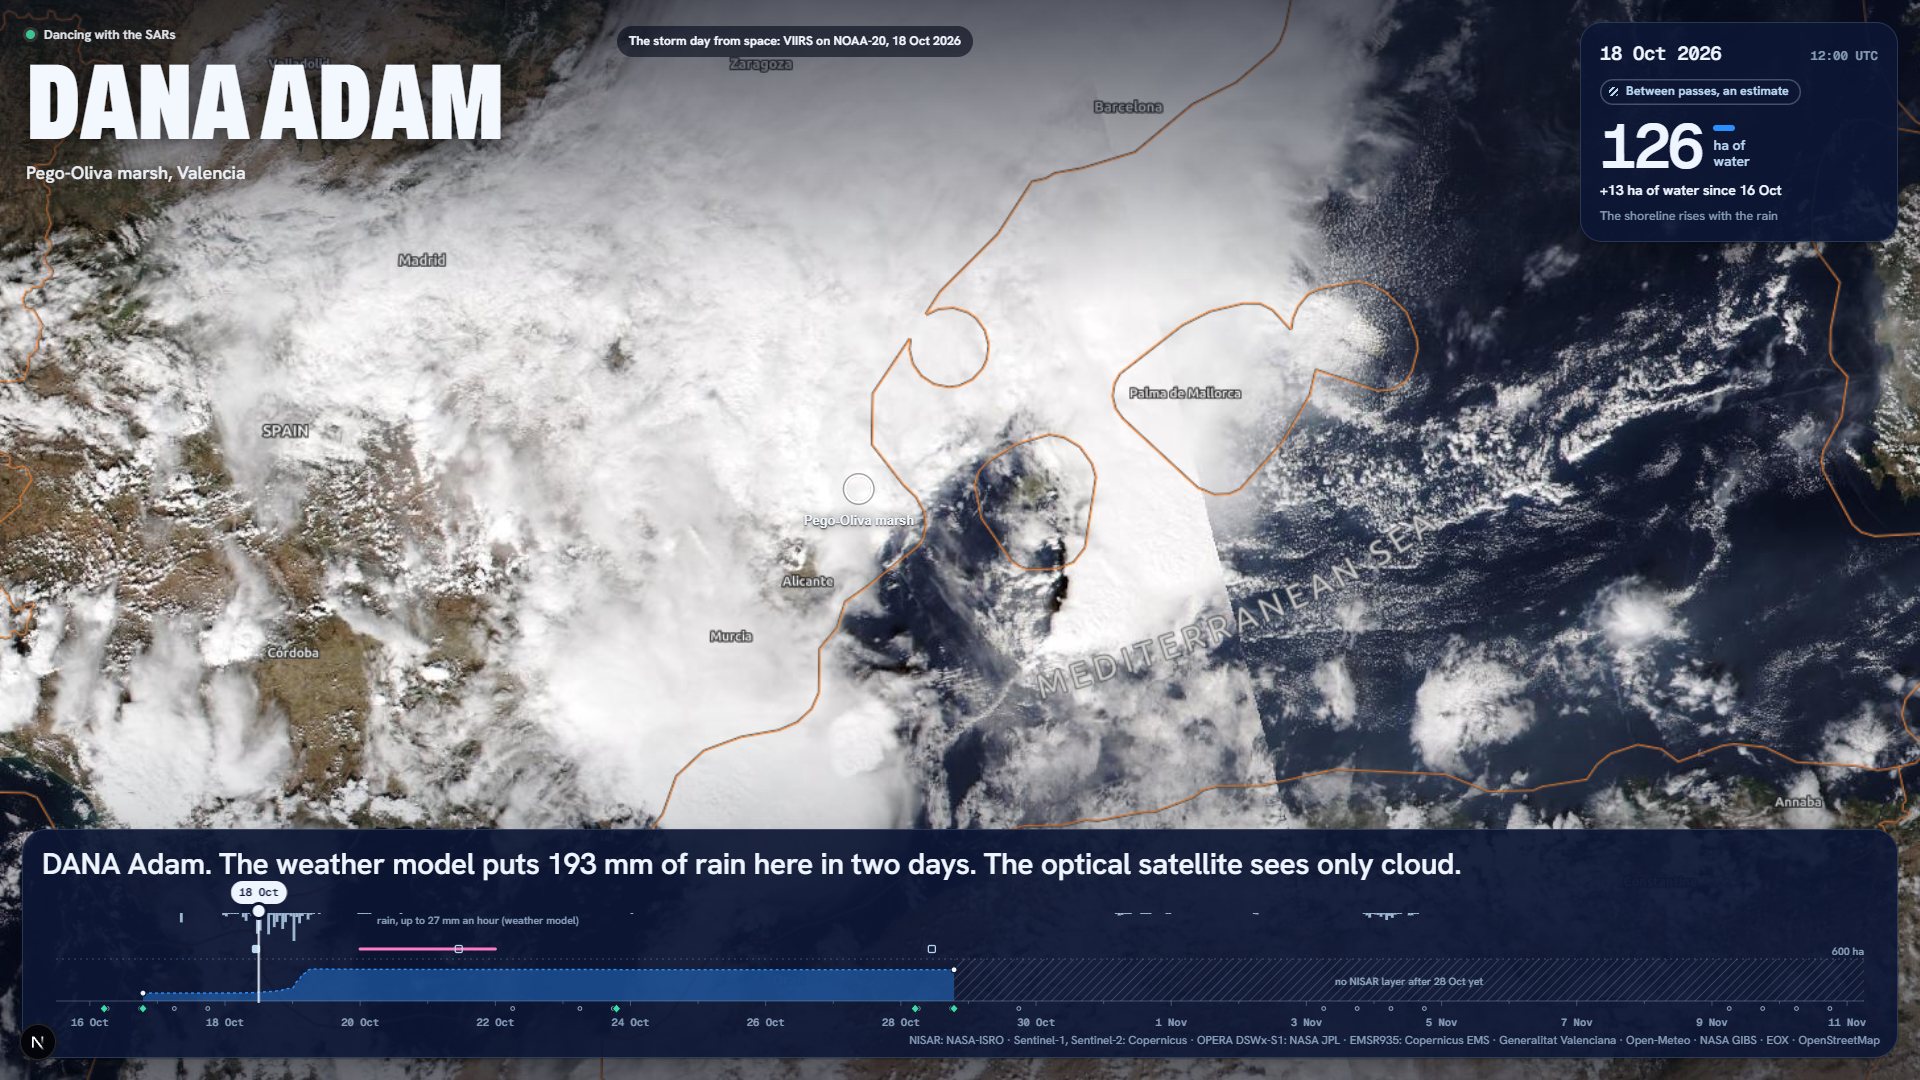 Dancing with the SARs
The storm day from space: VIIRS on NOAA-20, 18 Oct 2026
18 Oct 2026
12:00 UTC
Valladolid
Zaragoza
DANA ADAM
Between passes, an estimate
Barcelona
126
ha of
water
Pego-Oliva marsh, Valencia
+13 ha of water since 16 Oct
The shoreline rises with the rain
Madrid
Palma de Mallorca
SPAIN
Pego-Oliva marsh
MEDITERRANEAN SEA
Alicante
Murcia
Córdoba
Annaba
DANA Adam. The weather model puts 193 mm of rain here in two days. The optical satellite sees only cloud.
Constantine
18 Oct
rain, up to 27 mm an hour (weather model)
600 ha
no NISAR layer after 28 Oct yet
16 Oct
18 Oct
20 Oct
22 Oct
24 Oct
26 Oct
28 Oct
30 Oct
1 Nov
3 Nov
5 Nov
7 Nov
9 Nov
11 Nov
N
NISAR: NASA-ISRO · Sentinel-1, Sentinel-2: Copernicus · OPERA DSWx-S1: NASA JPL · EMSR935: Copernicus EMS · Generalitat Valenciana · Open-Meteo · NASA GIBS · EOX · OpenStreetMap